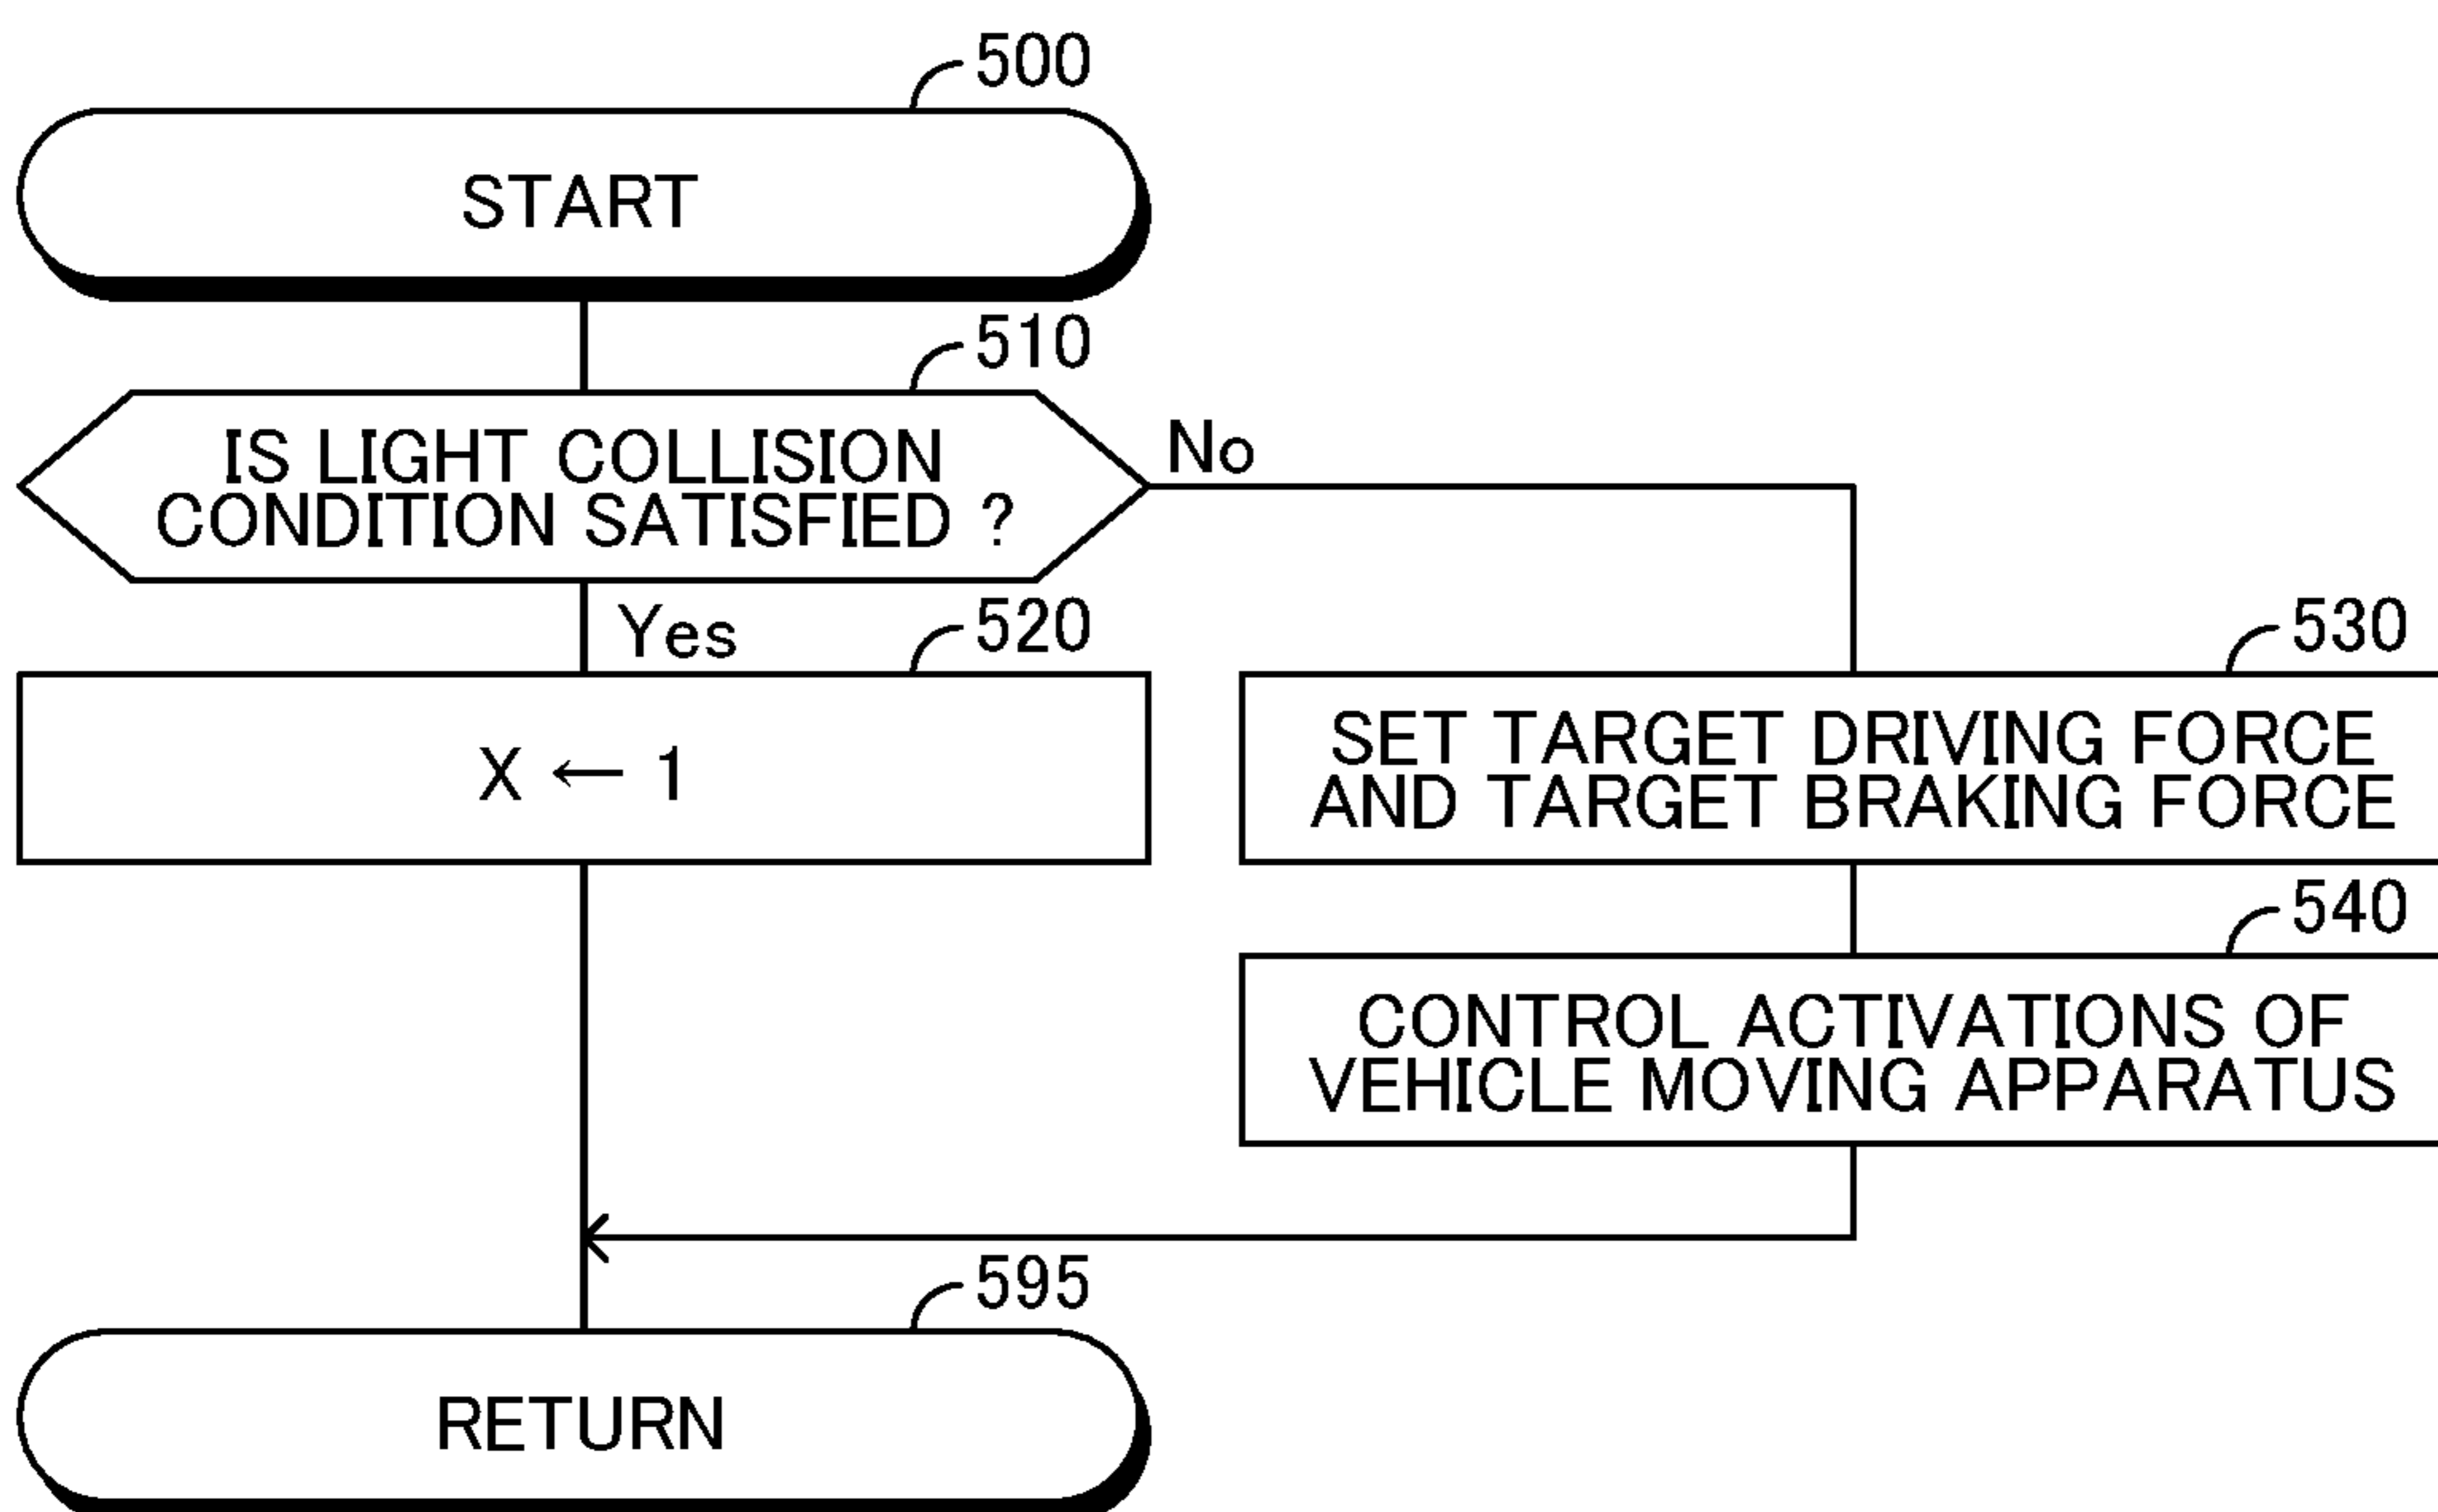 500
START
510
IS LIGHT COLLISION
CONDITION SATISFIED ?
No
Yes
520
X ← 1
530
SET TARGET DRIVING FORCE
AND TARGET BRAKING FORCE
540
CONTROL ACTIVATIONS OF
VEHICLE MOVING APPARATUS
595
RETURN